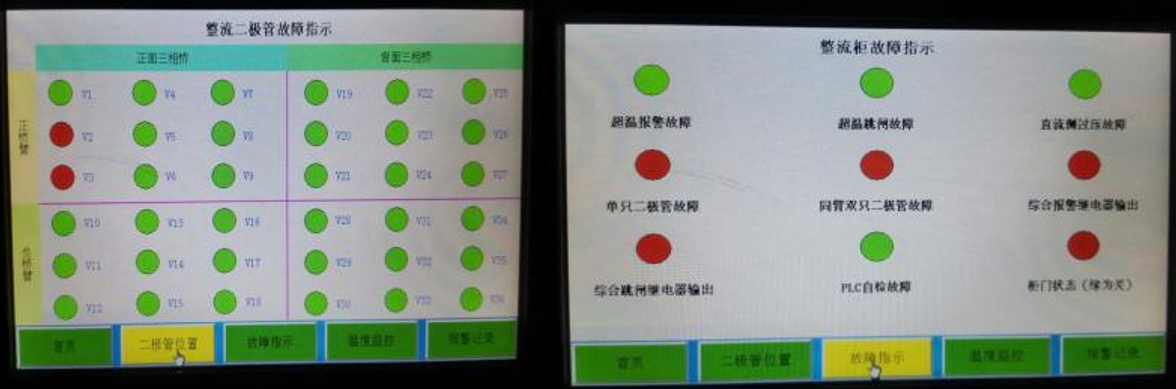 整流二极管故障指示
正面三相桥 背面三相桥
正桥臂
V1 V4 V7 V19 V22 V25
V2 V5 V8 V20 V23 V26
V3 V6 V9 V21 V24 V27
V10 V13 V16 V28 V31 V34
V11 V14 V17 V29 V32 V35
V12 V15 V18 V30 V33 V36
首页 二极管位置 故障指示 温度监控 报警记录
整流柜故障指示
超温报警故障 超温跳闸故障 直流侧过压故障
单只二极管故障 同臂双只二极管故障 综合报警继电器输出
综合跳闸继电器输出 PLC自检故障 柜门状态（绿为关）
首页 二极管位置 故障指示 温度监控 报警记录